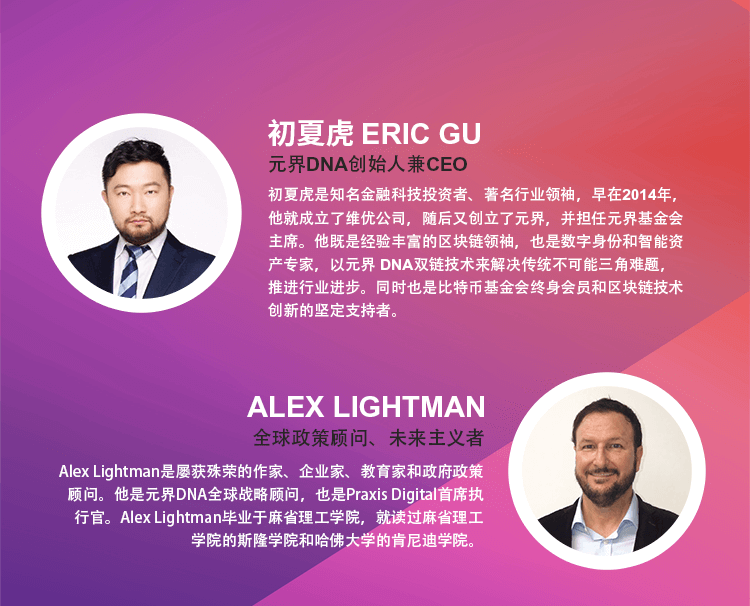 初夏虎 ERIC GU
元界DNA创始人兼CEO
初夏虎是知名金融科技投资者、著名行业领袖，早在2014年，
他就成立了维优公司，随后又创立了元界，并担任元界基金会
主席。他既是经验丰富的区块链领袖，也是数字身份和智能资
产专家，以元界 DNA双链技术来解决传统不可能三角难题，
推进行业进步。同时也是比特币基金会终身会员和区块链技术
创新的坚定支持者。
ALEX LIGHTMAN
全球政策顾问、未来主义者
Alex Lightman是屡获殊荣的作家、企业家、教育家和政府政策
顾问。他是元界DNA全球战略顾问，也是Praxis Digital首席执
行官。Alex Lightman毕业于麻省理工学院，就读过麻省理工
学院的斯隆学院和哈佛大学的肯尼迪学院。